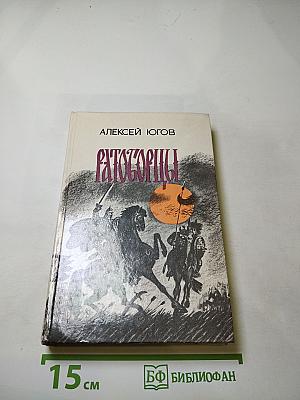 АЛЕКСЕЙ ЮГОВ
РАТОБОРЦЫ
15 см
БФ БИБЛИОФАН